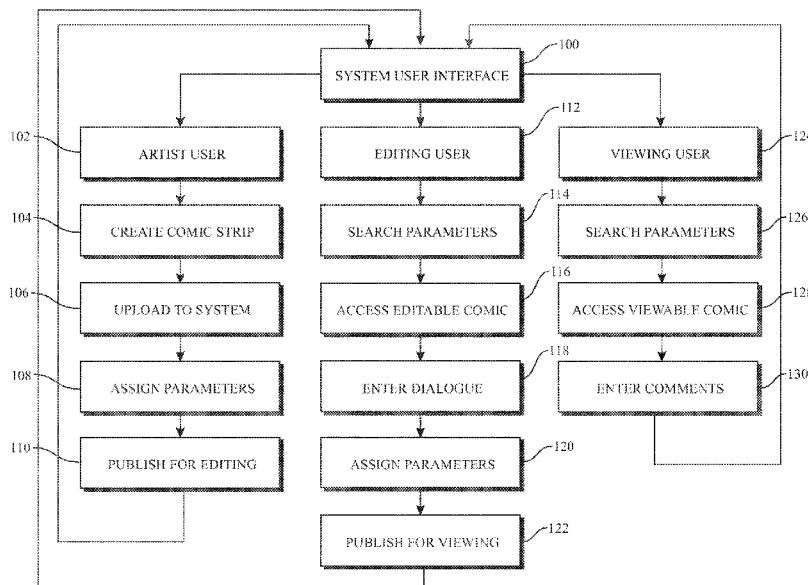 100
SYSTEM USER INTERFACE
102
ARTIST USER
112
EDITING USER
124
VIEWING USER
104
CREATE COMIC STRIP
114
SEARCH PARAMETERS
126
SEARCH PARAMETERS
106
UPLOAD TO SYSTEM
116
ACCESS EDITABLE COMIC
128
ACCESS VIEWABLE COMIC
108
ASSIGN PARAMETERS
118
ENTER DIALOGUE
130
ENTER COMMENTS
110
PUBLISH FOR EDITING
120
ASSIGN PARAMETERS
122
PUBLISH FOR VIEWING